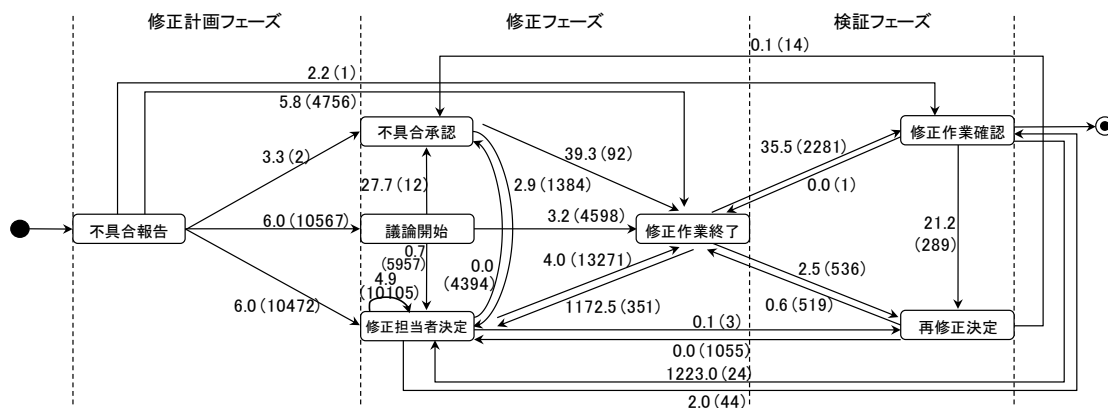 修正計画フェーズ
修正フェーズ
検証フェーズ
0.1 (14)
2.2 (1)
5.8 (4756)
不具合承認
修正作業確認
3.3 (2)
39.3 (92)
35.5 (2281)
27.7 (12)
2.9 (1384)
0.0 (1)
6.0 (10567)
3.2 (4598)
21.2
(289)
不具合報告
議論開始
修正作業終了
0.7
(5957)
0.0
(4394)
4.0 (13271)
2.5 (536)
4.9
(10105)
6.0 (10472)
1172.5 (351)
0.6 (519)
修正担当者決定
0.1 (3)
再修正決定
0.0 (1055)
1223.0 (24)
2.0 (44)